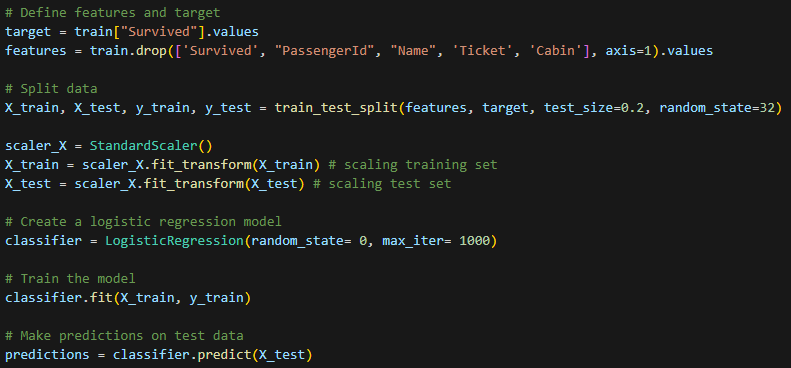 # Define features and target
target = train["Survived"].values
features = train.drop(['Survived', "PassengerId", "Name", 'Ticket', 'Cabin'], axis=1).values
# Split data
X_train, X_test, y_train, y_test = train_test_split(features, target, test_size=0.2, random_state=32)
scaler_X = StandardScaler()
X_train = scaler_X.fit_transform(X_train) # scaling training set
X_test = scaler_X.fit_transform(X_test) # scaling test set
# Create a logistic regression model
classifier = LogisticRegression(random_state= 0, max_iter= 1000)
# Train the model
classifier.fit(X_train, y_train)
# Make predictions on test data
predictions = classifier.predict(X_test)